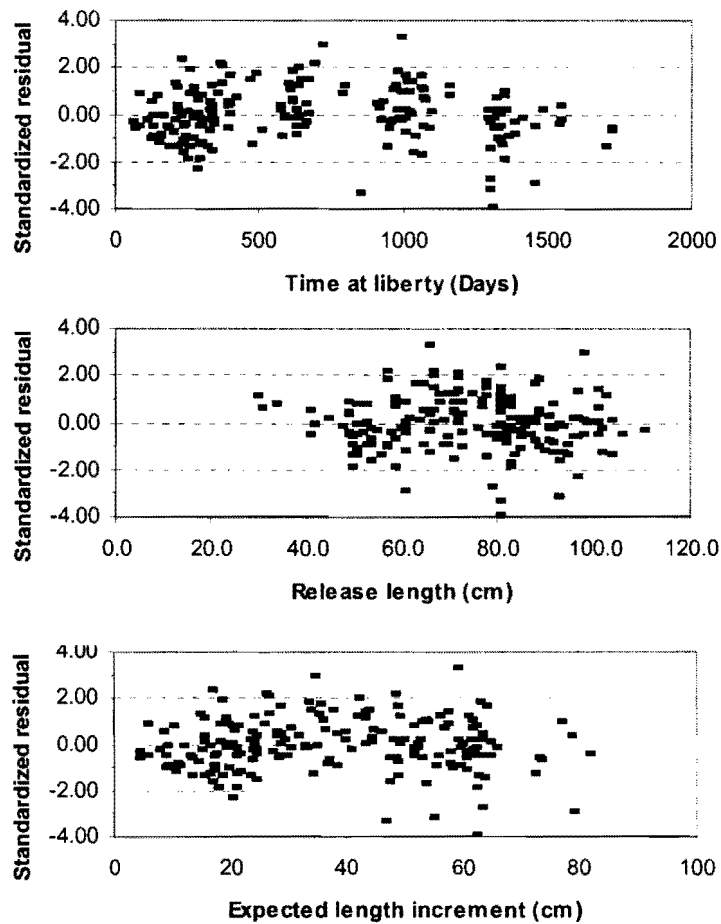 Standardized residual
4.00
2.00
0.00
-2.00
-4.00
0 500 1000 1500 2000
Time at liberty (Days)
Standardized residual
4.00
2.00
0.00
-2.00
-4.00
0.0 20.0 40.0 60.0 80.0 100.0 120.0
Release length (cm)
Standardized residual
4.00
2.00
0.00
-2.00
-4.00
0 20 40 60 80 100
Expected length increment (cm)